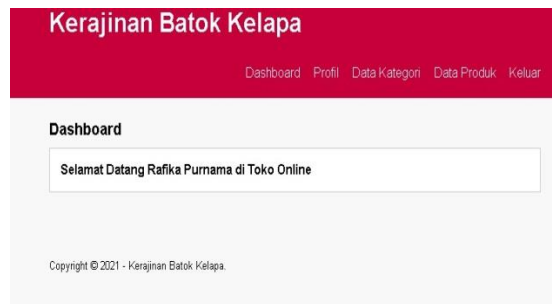 Kerajinan Batok Kelapa
Dashboard Profil Data Kategori Data Produk Keluar
Dashboard
Selamat Datang Rafika Purnama di Toko Online
Copyright © 2021 - Kerajinan Batok Kelapa.